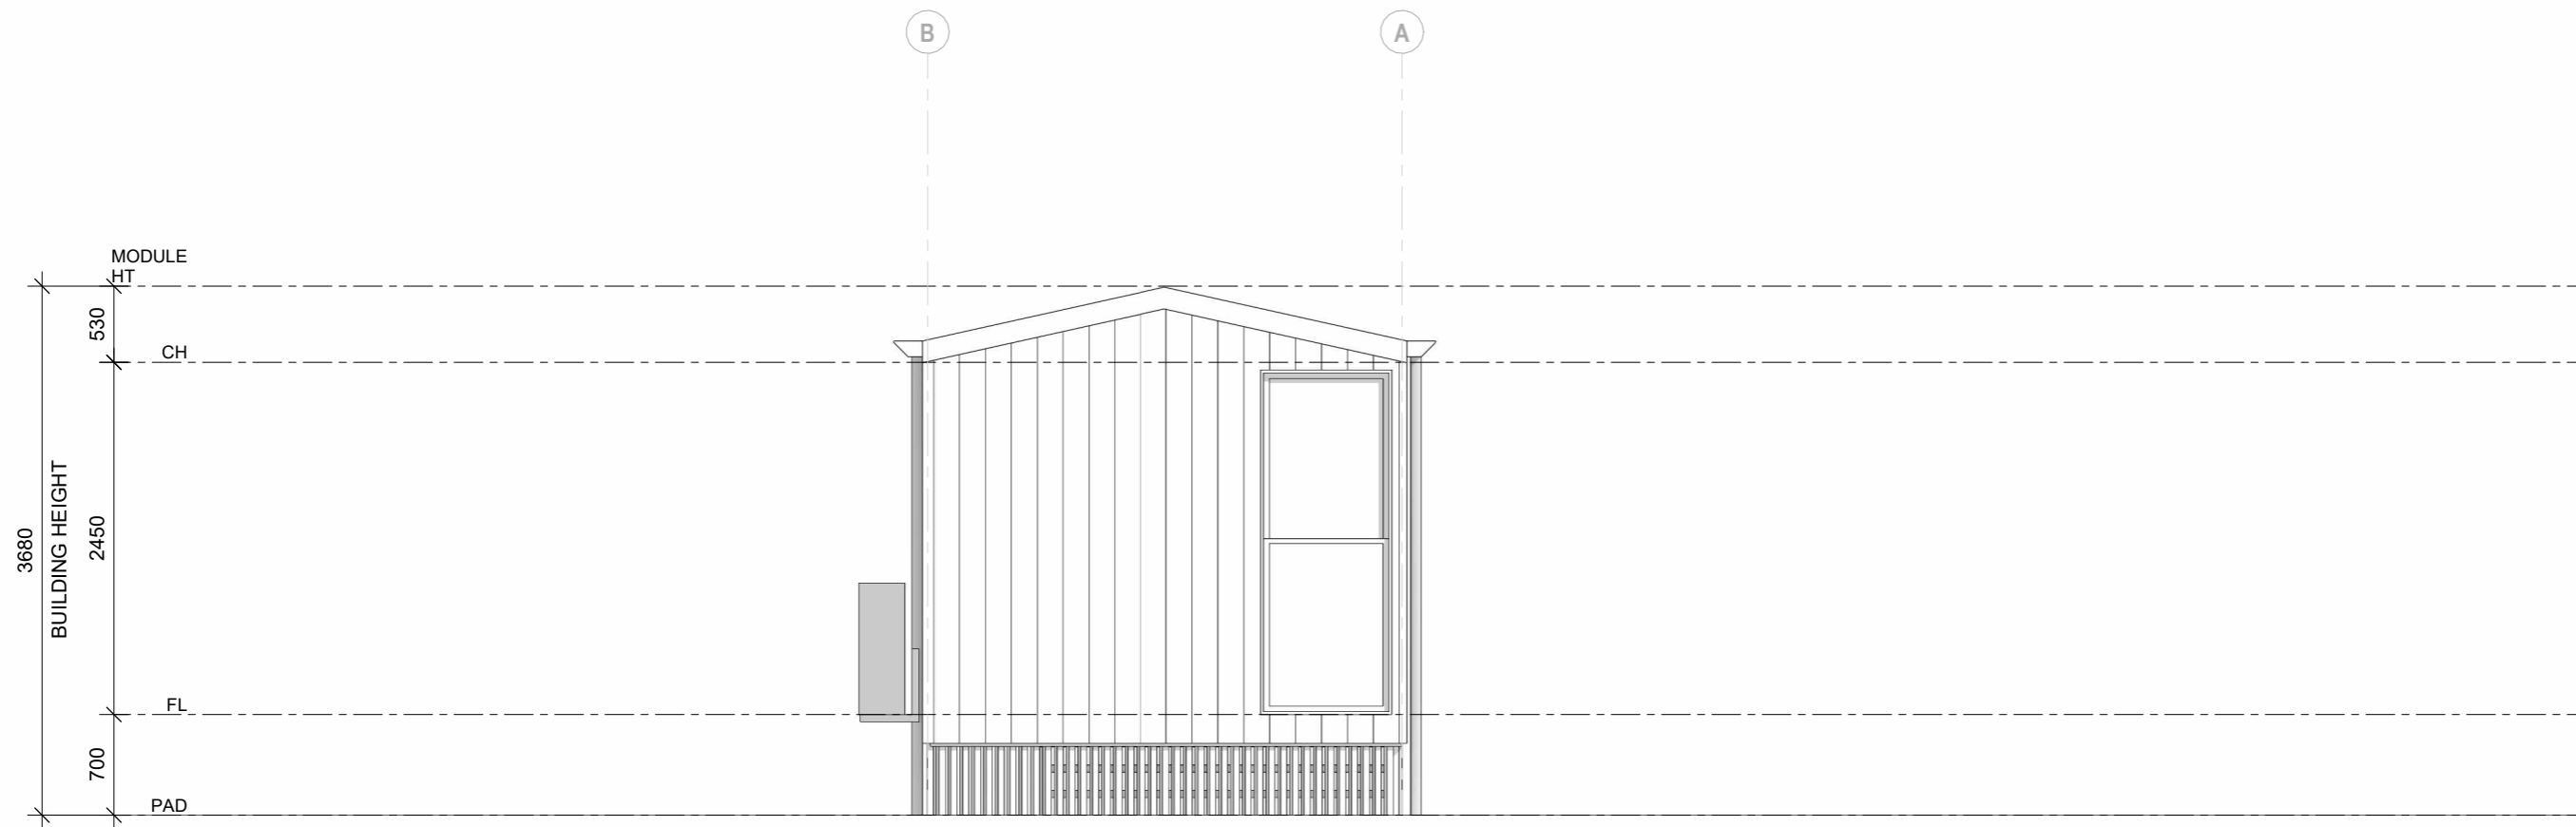 B
A
MODULE
HT
530
CH
3680
BUILDING HEIGHT
2450
FL
700
PAD